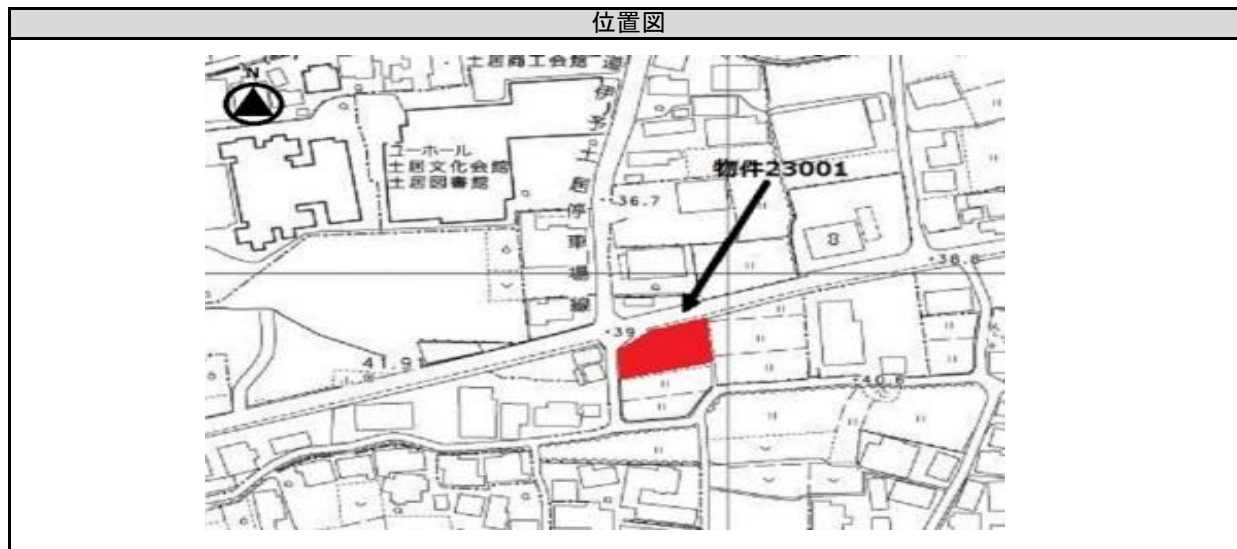 位置図
土居商工会館
N
道
伊予土居停車場線
ユーホール
土居文化会館
土居図書館
物件23001
36.7
38.8
39
41.91
40.6